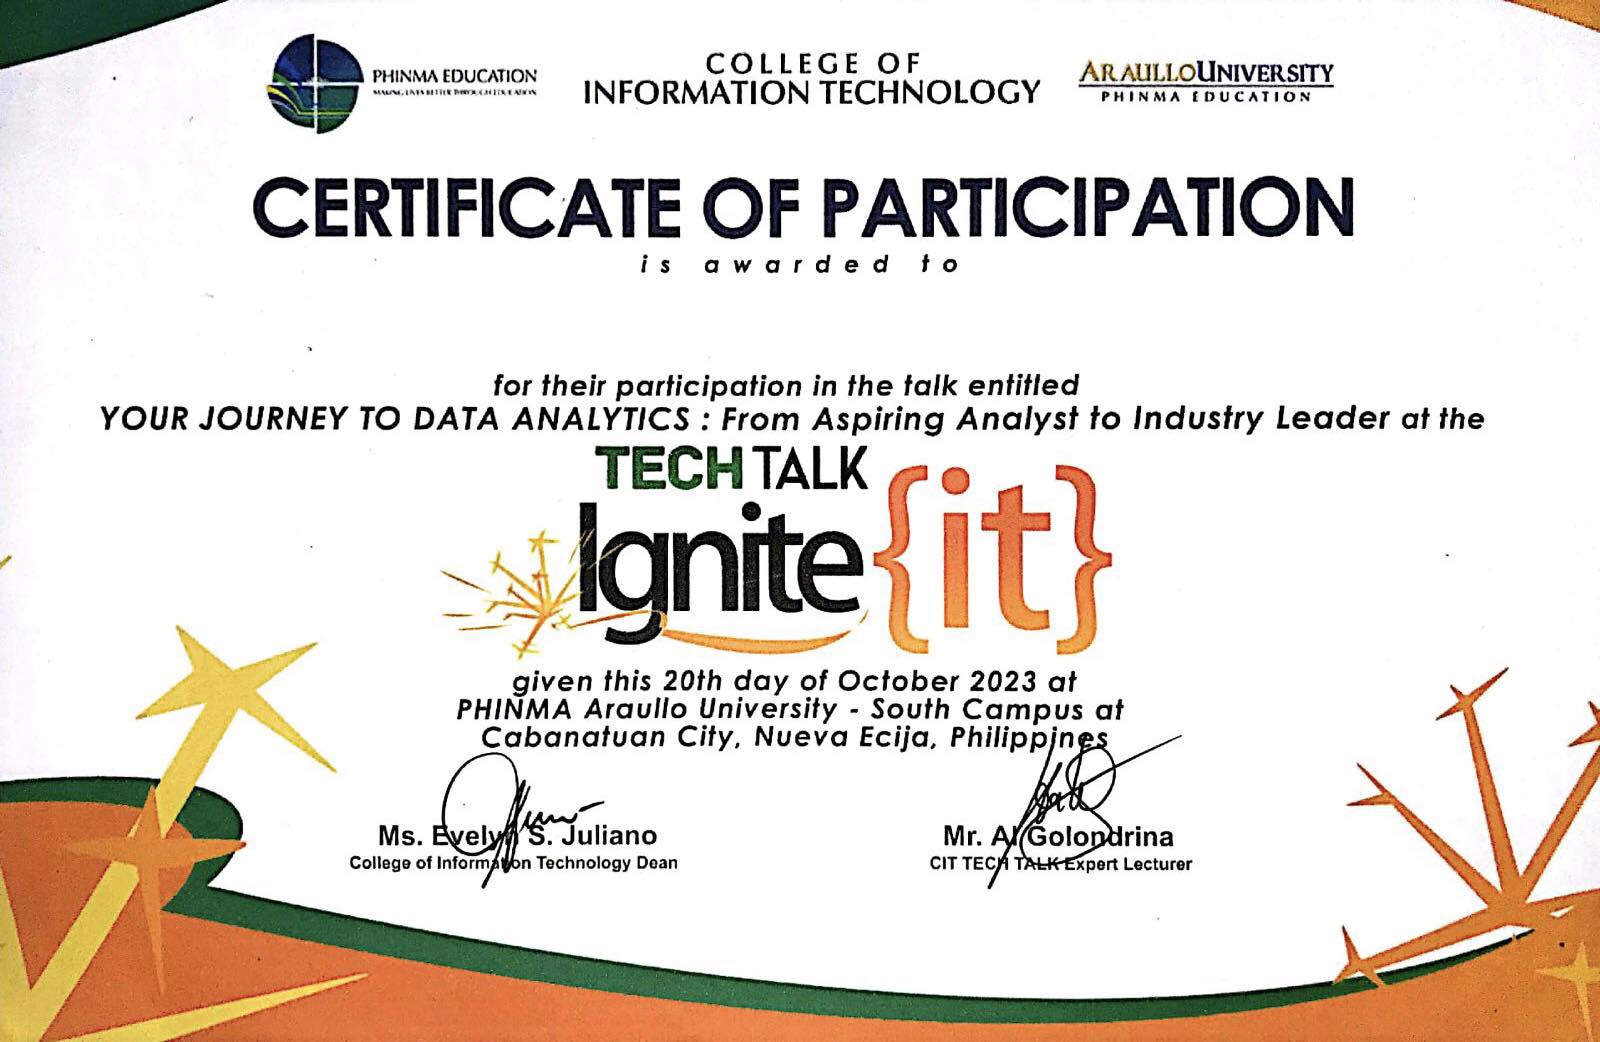 PHINMA EDUCATION
MAKING LIVES BETTER THROUGH EDUCATION
COLLEGE OF
INFORMATION TECHNOLOGY
ARAULLO UNIVERSITY
PHINMA EDUCATION
CERTIFICATE OF PARTICIPATION
is awarded to
for their participation in the talk entitled
YOUR JOURNEY TO DATA ANALYTICS : From Aspiring Analyst to Industry Leader at the
TECH TALK
Ignite {it}
given this 20th day of October 2023 at
PHINMA Araullo University - South Campus at
Cabanatuan City, Nueva Ecija, Philippines
Ms. Evelyn S. Juliano
College of Information Technology Dean
Mr. Al Golondrina
CIT TECH TALK Expert Lecturer